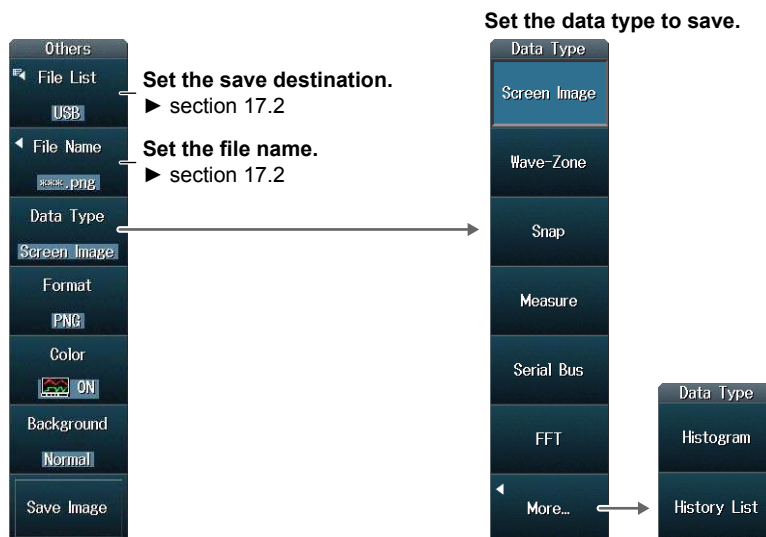 Set the data type to save.
Others
File List
USB
Set the save destination.
► section 17.2
File Name
***.png
Set the file name.
► section 17.2
Data Type
Screen Image
Format
PNG
Color
ON
Background
Normal
Save Image
Data Type
Screen Image
Wave-Zone
Snap
Measure
Serial Bus
FFT
More...
Data Type
Histogram
History List